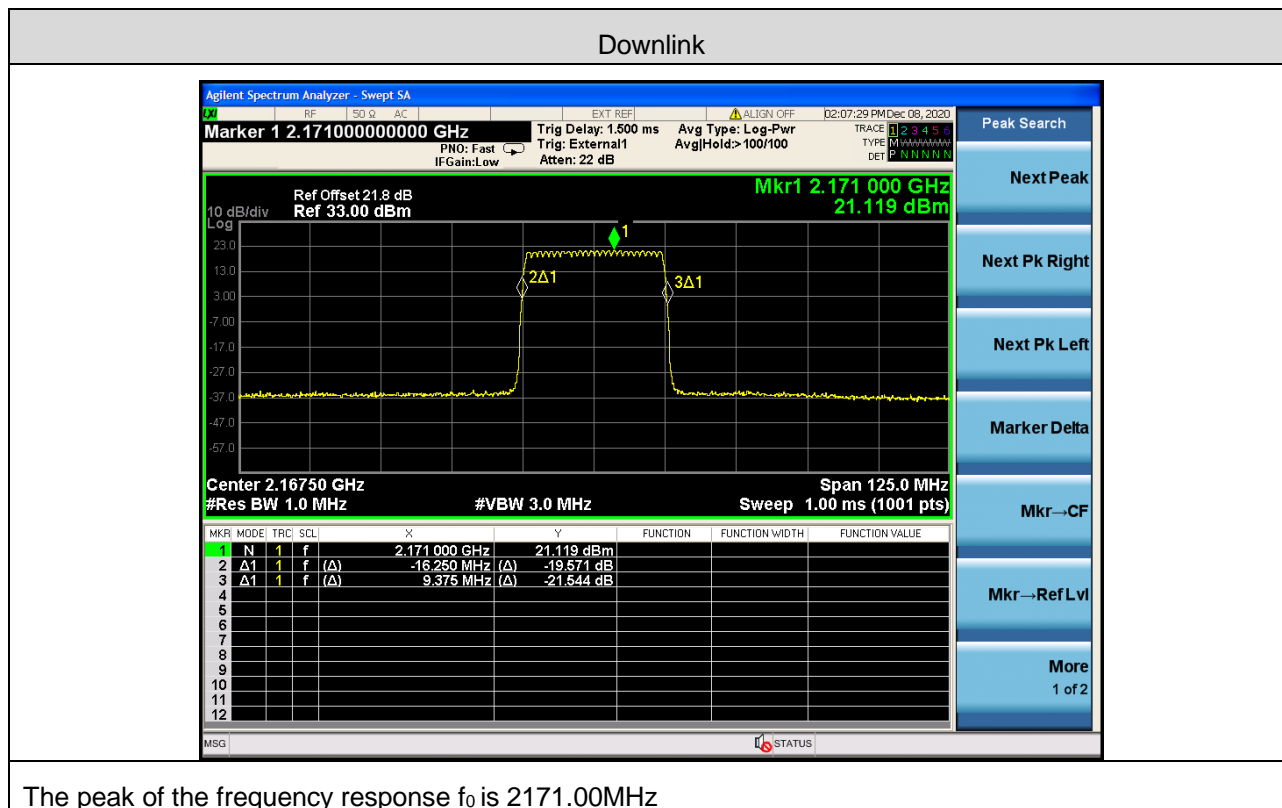 Downlink
Agilent Spectrum Analyzer - Swept SA
LXI RF 50 Ω AC EXT REF ALIGN OFF 02:07:29 PM Dec 08, 2020
Marker 1 2.171000000000 GHz
PNO: Fast
IFGain:Low
Trig Delay: 1.500 ms
Trig: External1
Atten: 22 dB
Avg Type: Log-Pwr
Avg|Hold:>100/100
TRACE 1 2 3 4 5 6
TYPE M WWWWW
DET P N N N N N
Peak Search
Mkr1 2.171 000 GHz
21.119 dBm
Ref Offset 21.8 dB
10 dB/div Ref 33.00 dBm
Log
23.0
13.0
3.00
-7.00
-17.0
-27.0
-37.0
-47.0
-57.0
1
2Δ1
3Δ1
Center 2.16750 GHz Span 125.0 MHz
#Res BW 1.0 MHz #VBW 3.0 MHz Sweep 1.00 ms (1001 pts)
MKR MODE TRC SCL X Y FUNCTION FUNCTION WIDTH FUNCTION VALUE
1 N 1 f 2.171 000 GHz 21.119 dBm
2 Δ1 1 f (Δ) -16.250 MHz (Δ) -19.571 dB
3 Δ1 1 f (Δ) 9.375 MHz (Δ) -21.544 dB
4
5
6
7
8
9
10
11
12
MSG STATUS
Next Peak
Next Pk Right
Next Pk Left
Marker Delta
Mkr→CF
Mkr→Ref Lvl
More
1 of 2
The peak of the frequency response f₀ is 2171.00MHz